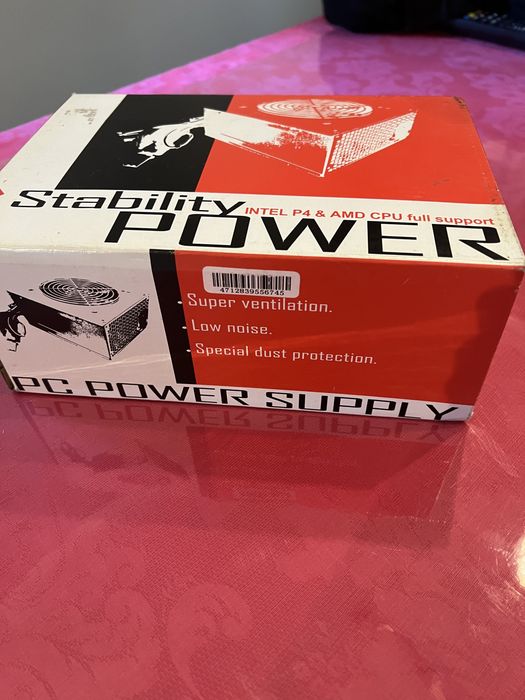 Stability
INTEL P4 & AMD CPU full support
POWER
4712839556745
. Super ventilation.
. Low noise.
. Special dust protection.
PC POWER SUPPLY